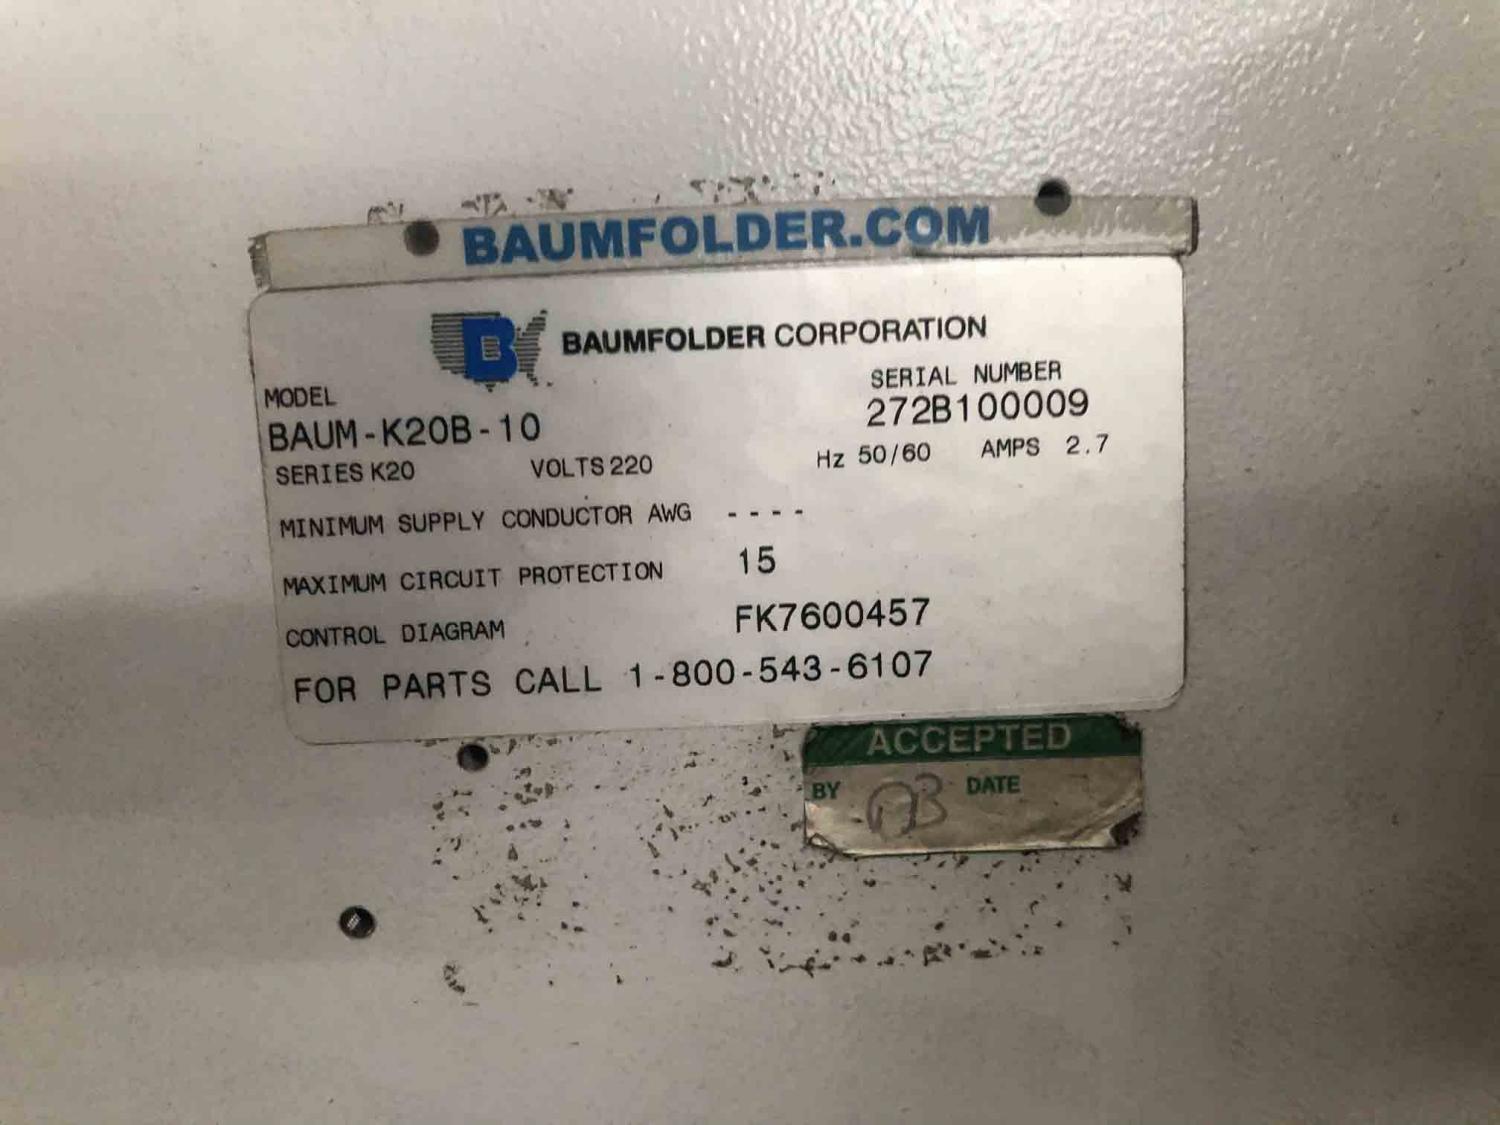 BAUMFOLDER.COM
B BAUMFOLDER CORPORATION
MODEL SERIAL NUMBER
BAUM-K20B-10 272B100009
SERIES K20 VOLTS 220 Hz 50/60 AMPS 2.7
MINIMUM SUPPLY CONDUCTOR AWG ----
MAXIMUM CIRCUIT PROTECTION 15
CONTROL DIAGRAM FK7600457
FOR PARTS CALL 1-800-543-6107
ACCEPTED
BY DATE